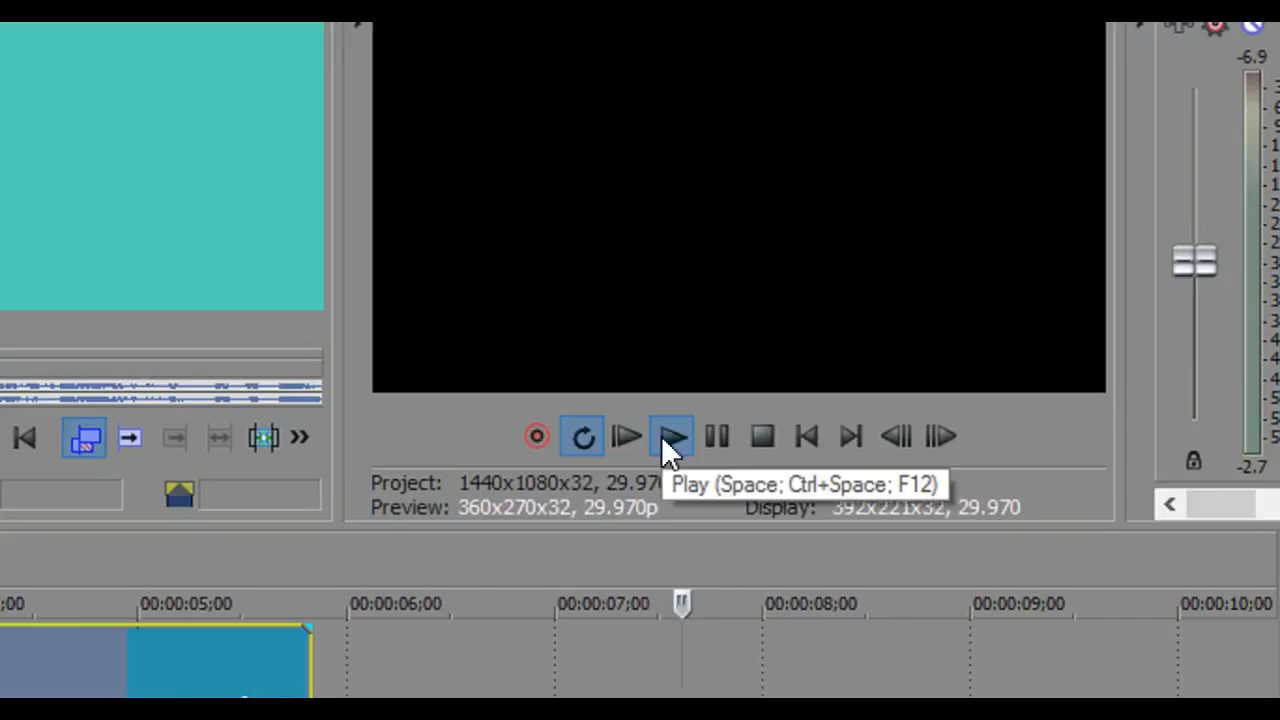 -6.9
-2.7
Project: 1440x1080x32, 29.970
Play (Space; Ctrl+Space; F12)
Preview: 360x270x32, 29.970p Display: 392x221x32, 29.970
;00 00:00:05;00 00:00:06;00 00:00:07;00 00:00:08;00 00:00:09;00 00:00:10;00